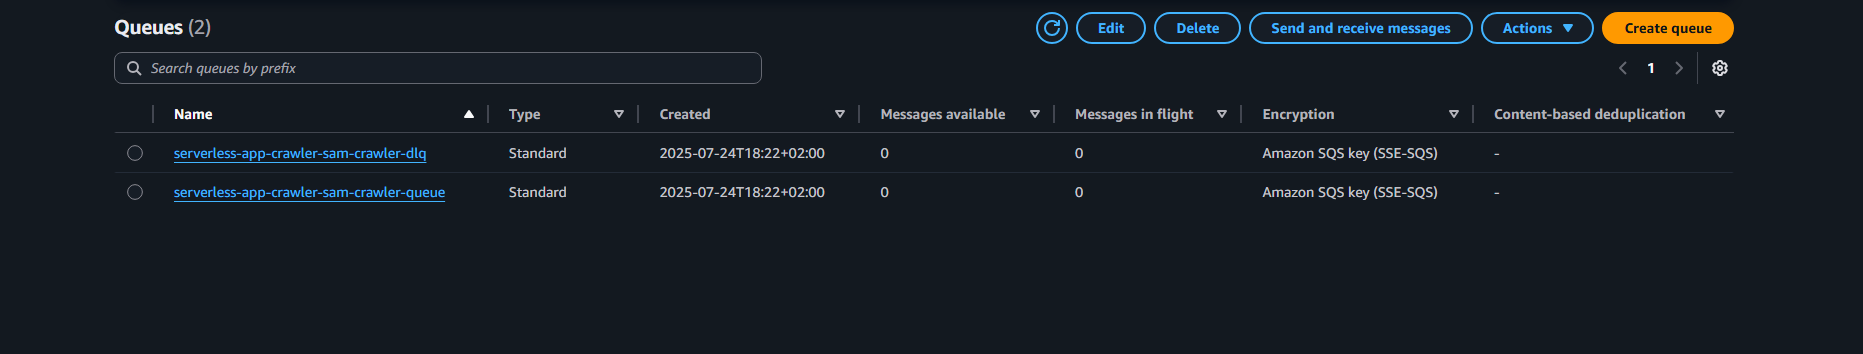 Queues (2)
Edit Delete Send and receive messages Actions Create queue
Search queues by prefix
1
Name Type Created Messages available Messages in flight Encryption Content-based deduplication
serverless-app-crawler-sam-crawler-dlq Standard 2025-07-24T18:22+02:00 0 0 Amazon SQS key (SSE-SQS) -
serverless-app-crawler-sam-crawler-queue Standard 2025-07-24T18:22+02:00 0 0 Amazon SQS key (SSE-SQS) -